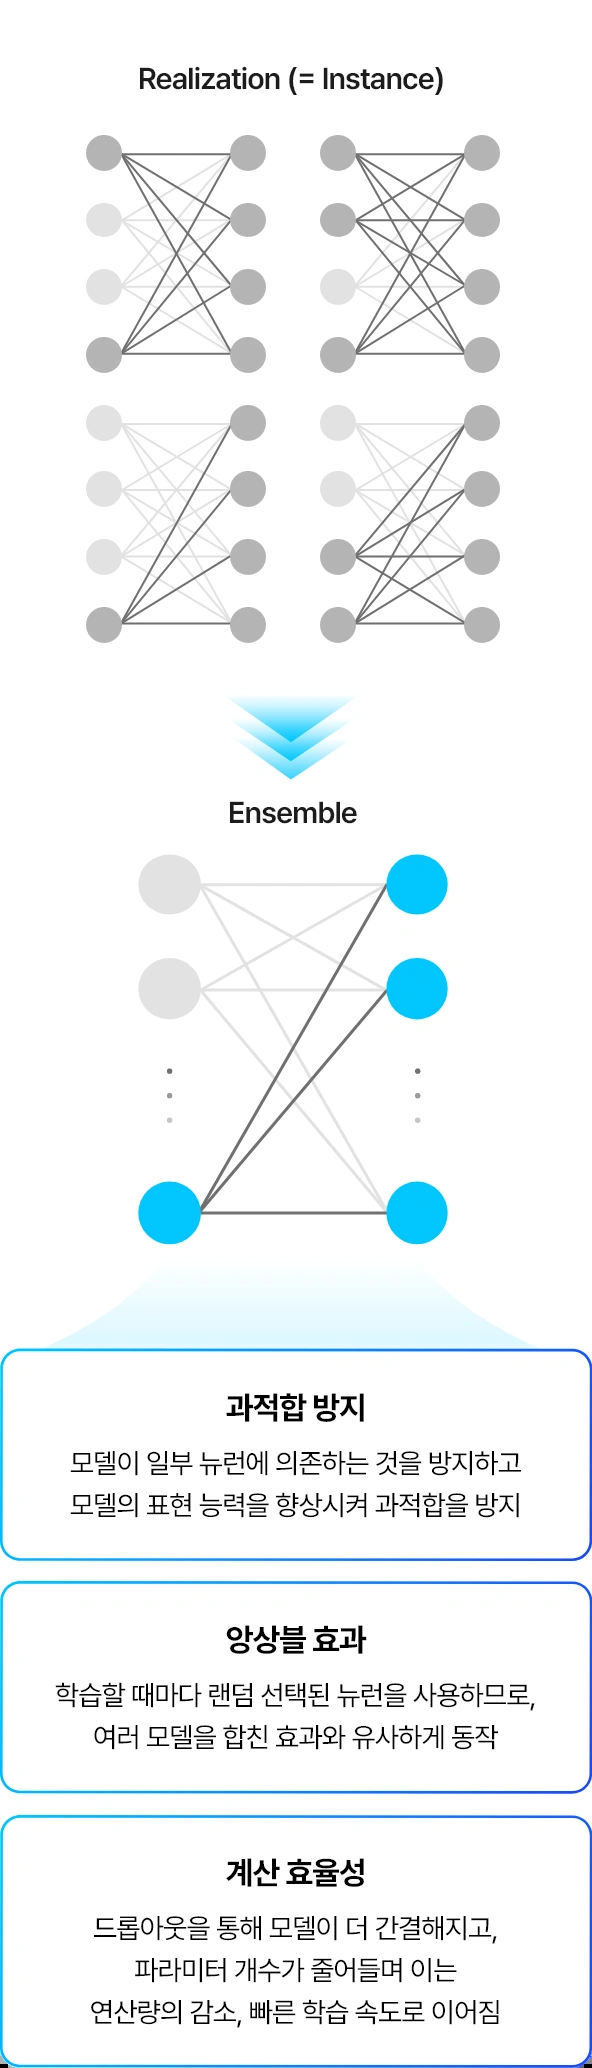 Realization (= Instance)
Ensemble
과적합 방지
모델이 일부 뉴런에 의존하는 것을 방지하고
모델의 표현 능력을 향상시켜 과적합을 방지
앙상블 효과
학습할 때마다 랜덤 선택된 뉴런을 사용하므로,
여러 모델을 합친 효과와 유사하게 동작
계산 효율성
드롭아웃을 통해 모델이 더 간결해지고,
파라미터 개수가 줄어들며 이는
연산량의 감소, 빠른 학습 속도로 이어짐